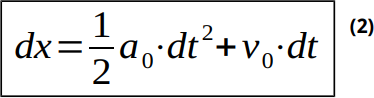 dx = 1/2 a₀·dt² + v₀·dt (2)